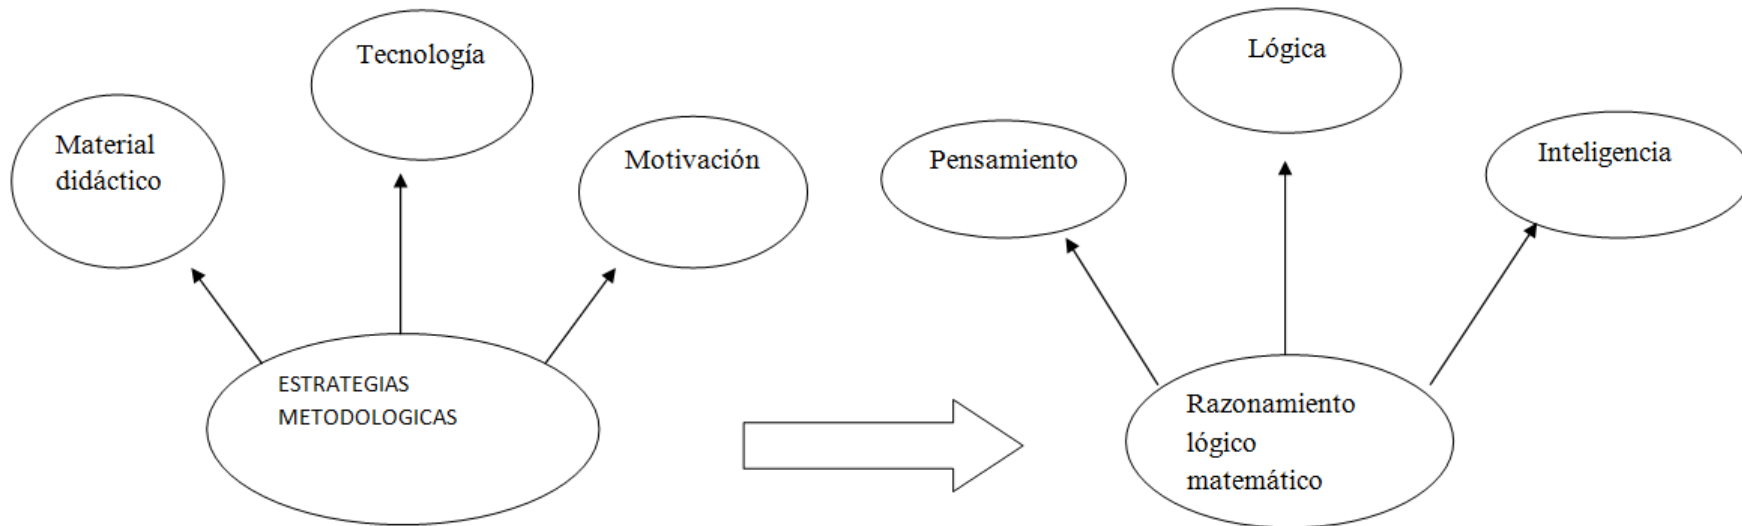 Tecnología
Lógica
Material
didáctico
Motivación
Pensamiento
Inteligencia
ESTRATEGIAS
METODOLOGICAS
Razonamiento
lógico
matemático